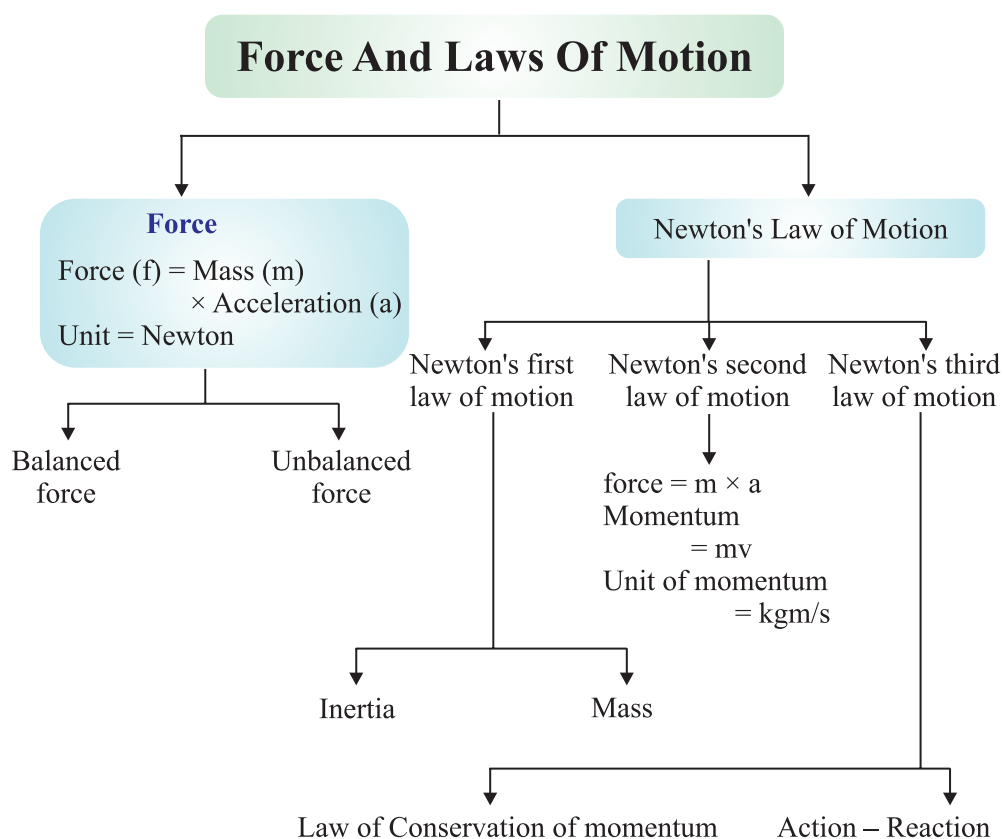 Force And Laws Of Motion
Force
Force (f) = Mass (m)
× Acceleration (a)
Unit = Newton
Balanced
force
Unbalanced
force
Newton's Law of Motion
Newton's first
law of motion
Newton's second
law of motion
Newton's third
law of motion
force = m × a
Momentum
= mv
Unit of momentum
= kgm/s
Inertia
Mass
Law of Conservation of momentum
Action – Reaction